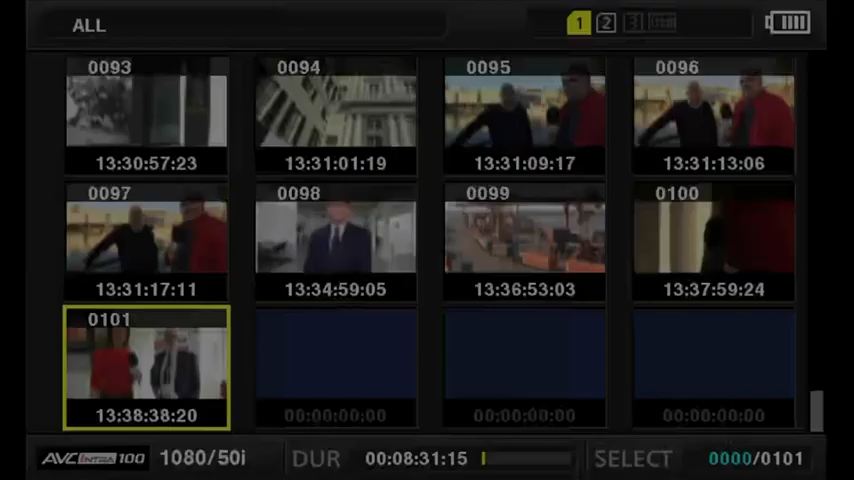 ALL 1 2 3
0093 0094 0095 0096
13:30:57:23 13:31:01:19 13:31:09:17 13:31:13:06
0097 0098 0099 0100
13:31:17:11 13:34:59:05 13:36:53:03 13:37:59:24
0101
13:38:38:20 00:00:00:00 00:00:00:00 00:00:00:00
AVC INTRA 100 1080/50i DUR 00:08:31:15 SELECT 0000/0101